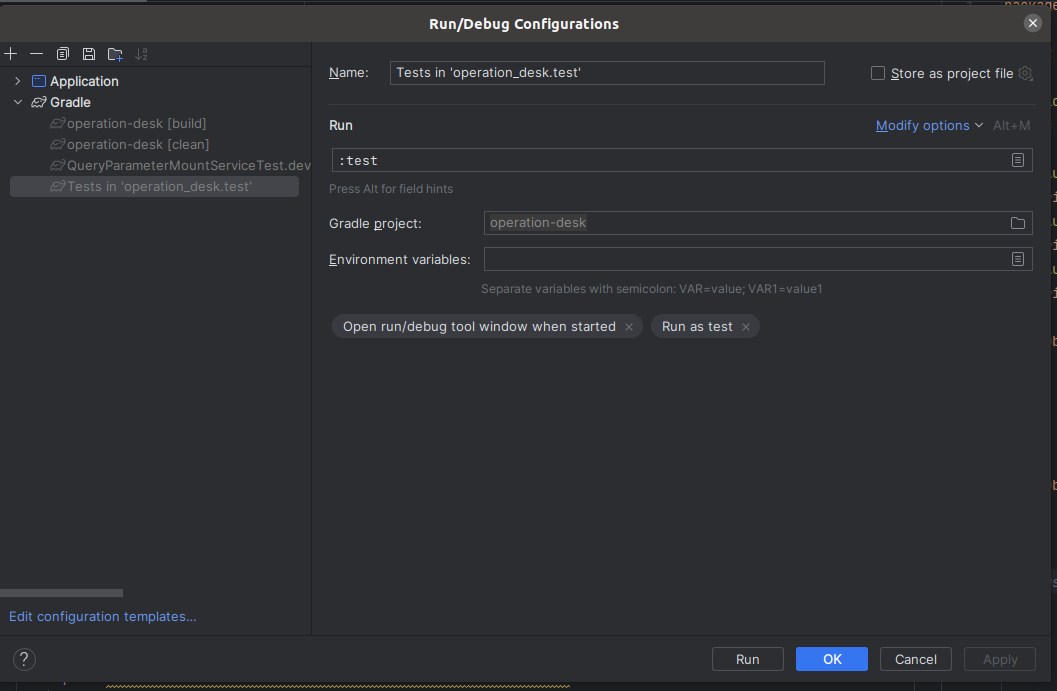 Run/Debug Configurations
Application
Gradle
operation-desk [build]
operation-desk [clean]
QueryParameterMountServiceTest.dev
Tests in 'operation_desk.test'
Edit configuration templates...
Name: Tests in 'operation_desk.test' Store as project file
Run Modify options Alt+M
:test
Press Alt for field hints
Gradle project: operation-desk
Environment variables:
Separate variables with semicolon: VAR=value; VAR1=value1
Open run/debug tool window when started × Run as test ×
? Run OK Cancel Apply